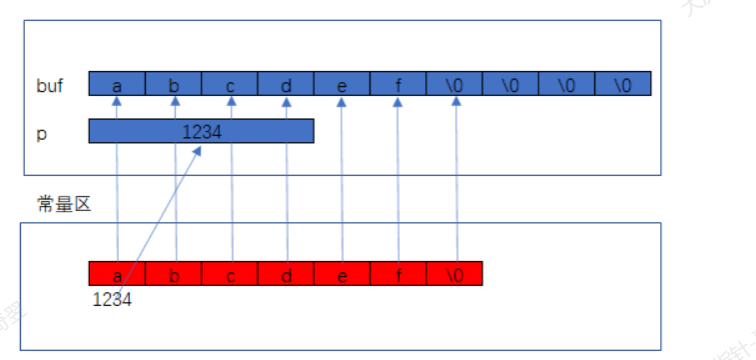 buf a b c d e f \0 \0 \0 \0
p 1234
常量区
a b c d e f \0
1234